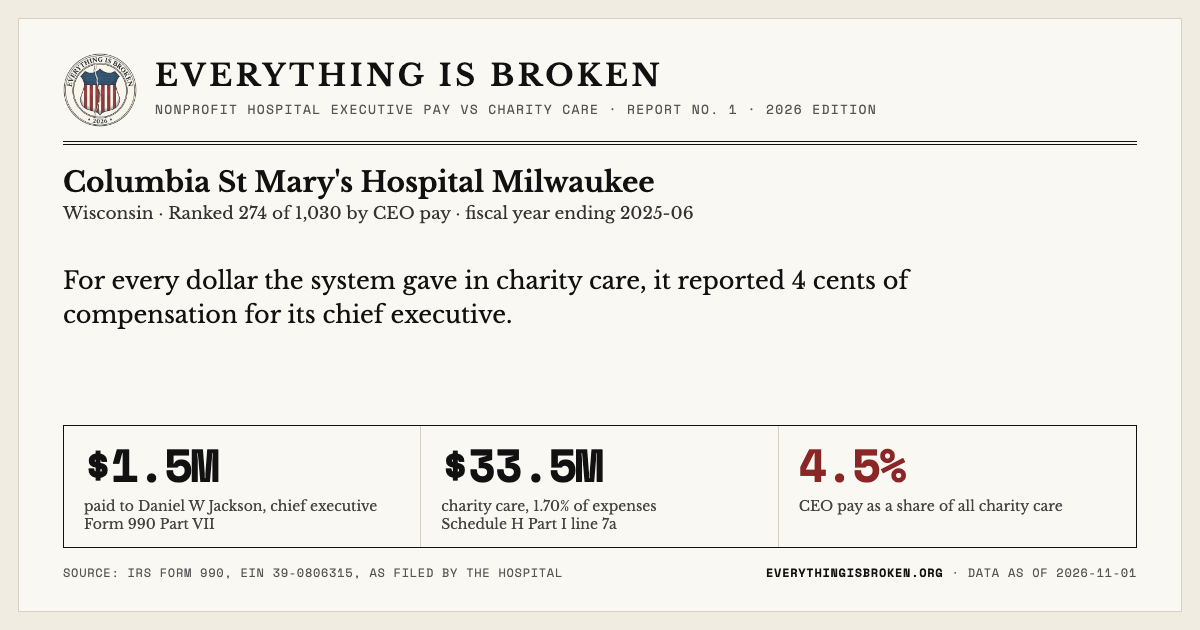 EVERYTHING IS BROKEN
· 2026 ·
EVERYTHING IS BROKEN
NONPROFIT HOSPITAL EXECUTIVE PAY VS CHARITY CARE · REPORT NO. 1 · 2026 EDITION
Columbia St Mary's Hospital Milwaukee
Wisconsin · Ranked 274 of 1,030 by CEO pay · fiscal year ending 2025-06
For every dollar the system gave in charity care, it reported 4 cents of
compensation for its chief executive.
$1.5M
paid to Daniel W Jackson, chief executive
Form 990 Part VII
$33.5M
charity care, 1.70% of expenses
Schedule H Part I line 7a
4.5%
CEO pay as a share of all charity care
SOURCE: IRS FORM 990, EIN 39-0806315, AS FILED BY THE HOSPITAL
EVERYTHINGISBROKEN.ORG · DATA AS OF 2026-11-01